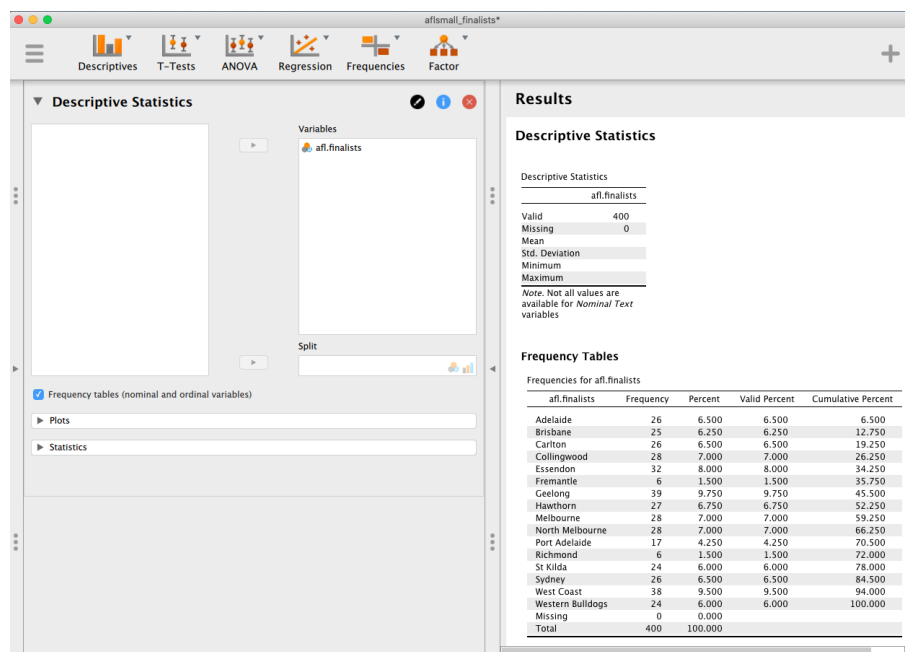 aflsmall_finalists*
Descriptives T-Tests ANOVA Regression Frequencies Factor
Descriptive Statistics
Variables
afl.finalists
Split
Frequency tables (nominal and ordinal variables)
Plots
Statistics
Results
Descriptive Statistics
Descriptive Statistics
afl.finalists
Valid 400
Missing 0
Mean
Std. Deviation
Minimum
Maximum
Note. Not all values are
available for Nominal Text
variables
Frequency Tables
Frequencies for afl.finalists
afl.finalists Frequency Percent Valid Percent Cumulative Percent
Adelaide 26 6.500 6.500 6.500
Brisbane 25 6.250 6.250 12.750
Carlton 26 6.500 6.500 19.250
Collingwood 28 7.000 7.000 26.250
Essendon 32 8.000 8.000 34.250
Fremantle 6 1.500 1.500 35.750
Geelong 39 9.750 9.750 45.500
Hawthorn 27 6.750 6.750 52.250
Melbourne 28 7.000 7.000 59.250
North Melbourne 28 7.000 7.000 66.250
Port Adelaide 17 4.250 4.250 70.500
Richmond 6 1.500 1.500 72.000
St Kilda 24 6.000 6.000 78.000
Sydney 26 6.500 6.500 84.500
West Coast 38 9.500 9.500 94.000
Western Bulldogs 24 6.000 6.000 100.000
Missing 0 0.000
Total 400 100.000